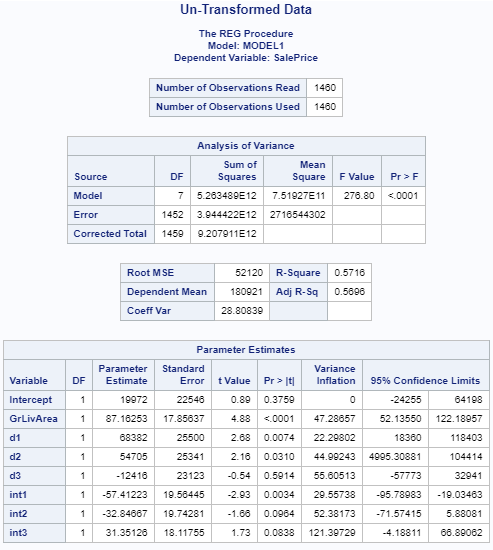 Un-Transformed Data
The REG Procedure
Model: MODEL1
Dependent Variable: SalePrice
Number of Observations Read 1460
Number of Observations Used 1460
Analysis of Variance
Source DF Sum of Squares Mean Square F Value Pr > F
Model 7 5.263489E12 7.51927E11 276.80 <.0001
Error 1452 3.944422E12 2716544302
Corrected Total 1459 9.207911E12
Root MSE 52120 R-Square 0.5716
Dependent Mean 180921 Adj R-Sq 0.5696
Coeff Var 28.80839
Parameter Estimates
Variable DF Parameter Estimate Standard Error t Value Pr > |t| Variance Inflation 95% Confidence Limits
Intercept 1 19972 22546 0.89 0.3759 0 -24255 64198
GrLivArea 1 87.16253 17.85637 4.88 <.0001 47.28657 52.13550 122.18957
d1 1 68382 25500 2.68 0.0074 22.29802 18360 118403
d2 1 54705 25341 2.16 0.0310 44.99243 4995.30881 104414
d3 1 -12416 23123 -0.54 0.5914 55.60513 -57773 32941
int1 1 -57.41223 19.56445 -2.93 0.0034 29.55738 -95.78983 -19.03463
int2 1 -32.84667 19.74281 -1.66 0.0964 52.38173 -71.57415 5.88081
int3 1 31.35126 18.11755 1.73 0.0838 121.39729 -4.18811 66.89062